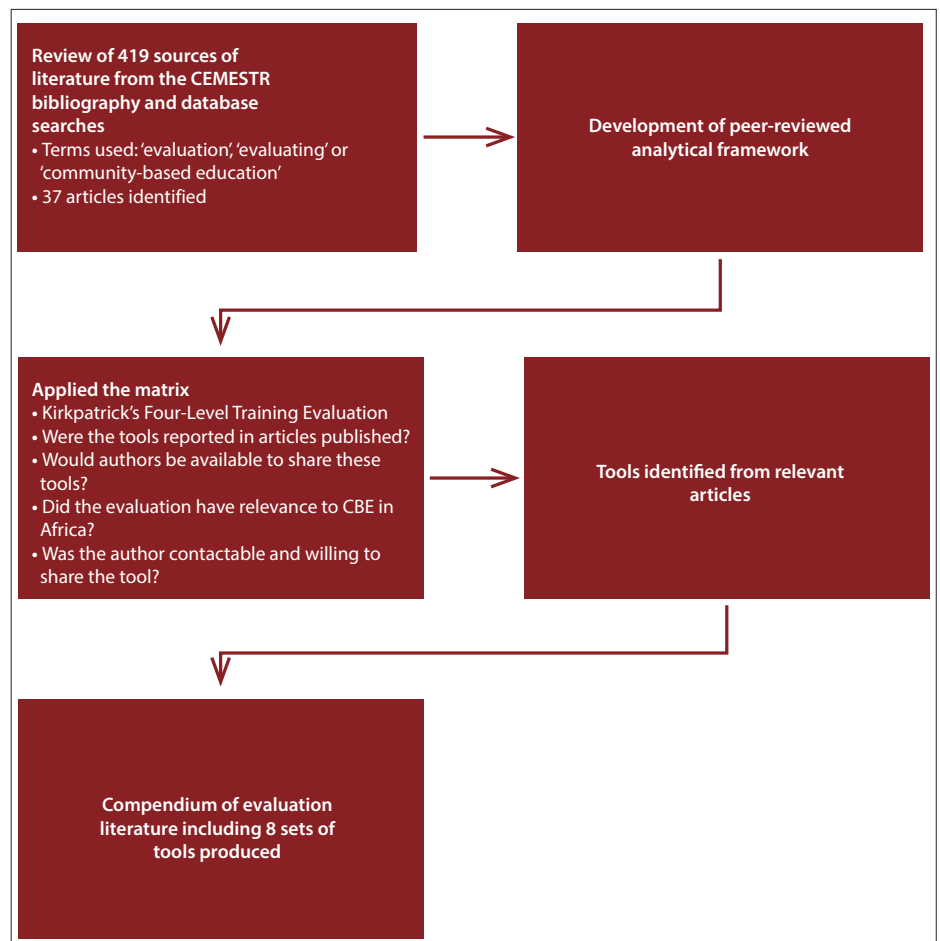 Review of 419 sources of
literature from the CEMESTR
bibliography and database
searches
• Terms used: ‘evaluation’, ‘evaluating’ or
‘community-based education’
• 37 articles identified
Development of peer-reviewed
analytical framework
Applied the matrix
• Kirkpatrick’s Four-Level Training Evaluation
• Were the tools reported in articles published?
• Would authors be available to share these
tools?
• Did the evaluation have relevance to CBE in
Africa?
• Was the author contactable and willing to
share the tool?
Tools identified from relevant
articles
Compendium of evaluation
literature including 8 sets of
tools produced